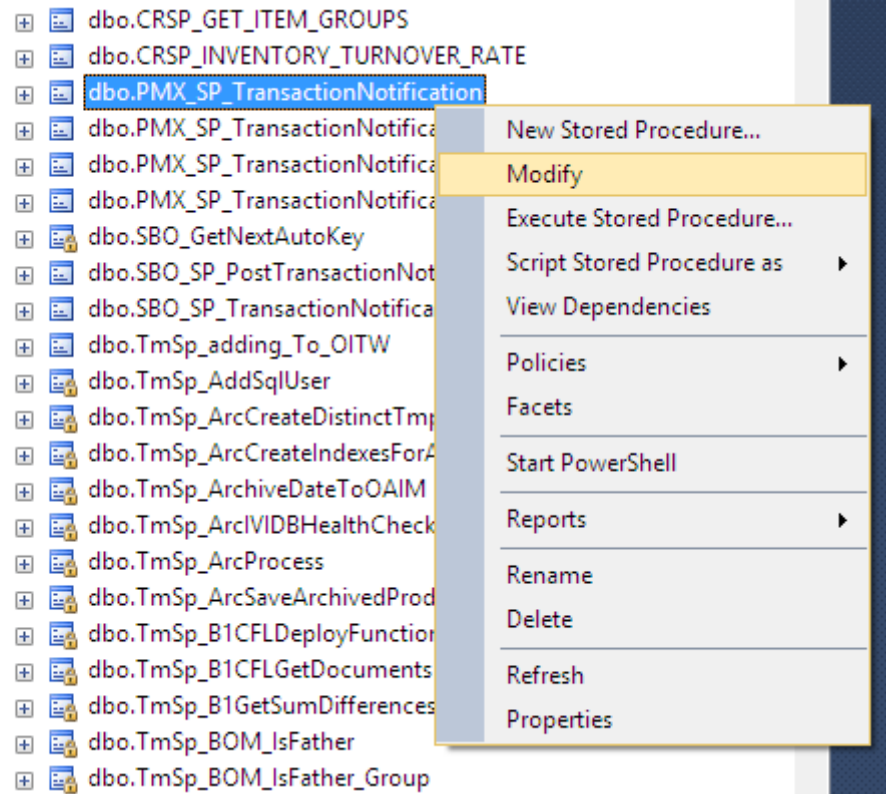 dbo.CRSP_GET_ITEM_GROUPS
dbo.CRSP_INVENTORY_TURNOVER_RATE
dbo.PMX_SP_TransactionNotification
dbo.PMX_SP_TransactionNotifica
dbo.PMX_SP_TransactionNotifica
dbo.PMX_SP_TransactionNotifica
dbo.SBO_GetNextAutoKey
dbo.SBO_SP_PostTransactionNot
dbo.SBO_SP_TransactionNotifica
dbo.TmSp_adding_To_OITW
dbo.TmSp_AddSqlUser
dbo.TmSp_ArcCreateDistinctTmp
dbo.TmSp_ArcCreateIndexesForA
dbo.TmSp_ArchiveDateToOAIM
dbo.TmSp_ArcIVIDBHealthCheck
dbo.TmSp_ArcProcess
dbo.TmSp_ArcSaveArchivedProd
dbo.TmSp_B1CFLDeployFunction
dbo.TmSp_B1CFLGetDocuments
dbo.TmSp_B1GetSumDifferences
dbo.TmSp_BOM_IsFather
dbo.TmSp_BOM_IsFather_Group
New Stored Procedure...
Modify
Execute Stored Procedure...
Script Stored Procedure as
View Dependencies
Policies
Facets
Start PowerShell
Reports
Rename
Delete
Refresh
Properties